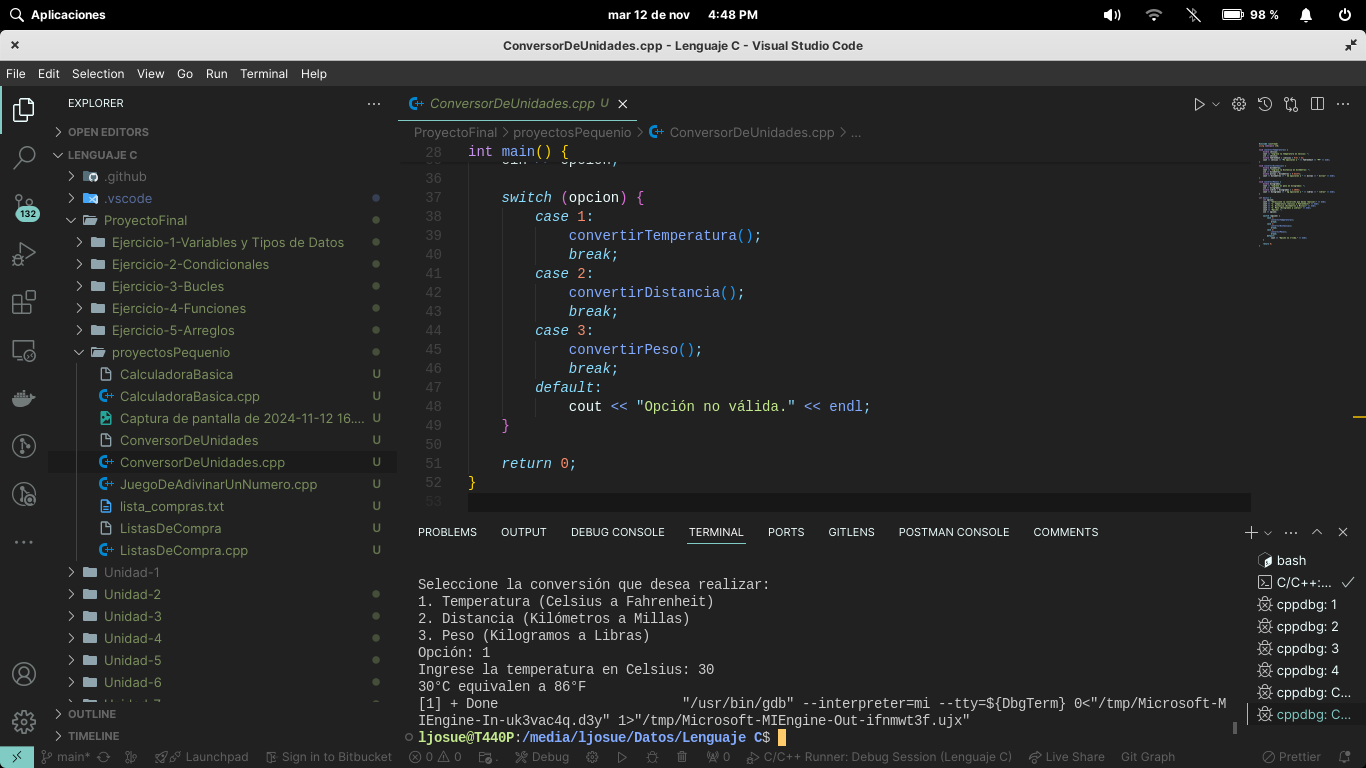 Aplicaciones
mar 12 de nov 4:48 PM
98 %
ConversorDeUnidades.cpp - Lenguaje C - Visual Studio Code
File Edit Selection View Go Run Terminal Help
EXPLORER
OPEN EDITORS
LENGUAJE C
.github
.vscode
ProyectoFinal
Ejercicio-1-Variables y Tipos de Datos
Ejercicio-2-Condicionales
Ejercicio-3-Bucles
Ejercicio-4-Funciones
Ejercicio-5-Arreglos
proyectosPequenio
CalculadoraBasica U
CalculadoraBasica.cpp U
Captura de pantalla de 2024-11-12 16.... U
ConversorDeUnidades U
ConversorDeUnidades.cpp U
JuegoDeAdivinarUnNumero.cpp U
lista_compras.txt U
ListasDeCompra U
ListasDeCompra.cpp U
Unidad-1
Unidad-2
Unidad-3
Unidad-4
Unidad-5
Unidad-6
OUTLINE
TIMELINE
132
ConversorDeUnidades.cpp U
ProyectoFinal > proyectosPequenio > ConversorDeUnidades.cpp > ...
28 int main() {
36
37 switch (opcion) {
38 case 1:
39 convertirTemperatura();
40 break;
41 case 2:
42 convertirDistancia();
43 break;
44 case 3:
45 convertirPeso();
46 break;
47 default:
48 cout << "Opción no válida." << endl;
49 }
50
51 return 0;
52 }
53
PROBLEMS OUTPUT DEBUG CONSOLE TERMINAL PORTS GITLENS POSTMAN CONSOLE COMMENTS
Seleccione la conversión que desea realizar:
1. Temperatura (Celsius a Fahrenheit)
2. Distancia (Kilómetros a Millas)
3. Peso (Kilogramos a Libras)
Opción: 1
Ingrese la temperatura en Celsius: 30
30°C equivalen a 86°F
[1] + Done "/usr/bin/gdb" --interpreter=mi --tty=${DbgTerm} 0<"/tmp/Microsoft-M
IEngine-In-uk3vac4q.d3y" 1>"/tmp/Microsoft-MIEngine-Out-ifnmwt3f.ujx"
ljosue@T440P:/media/ljosue/Datos/Lenguaje C$
bash
C/C++:...
cppdbg: 1
cppdbg: 2
cppdbg: 3
cppdbg: 4
cppdbg: C...
cppdbg: C...
main* Launchpad Sign in to Bitbucket 0 0 . Debug 0 C/C++ Runner: Debug Session (Lenguaje C) Live Share Git Graph Prettier